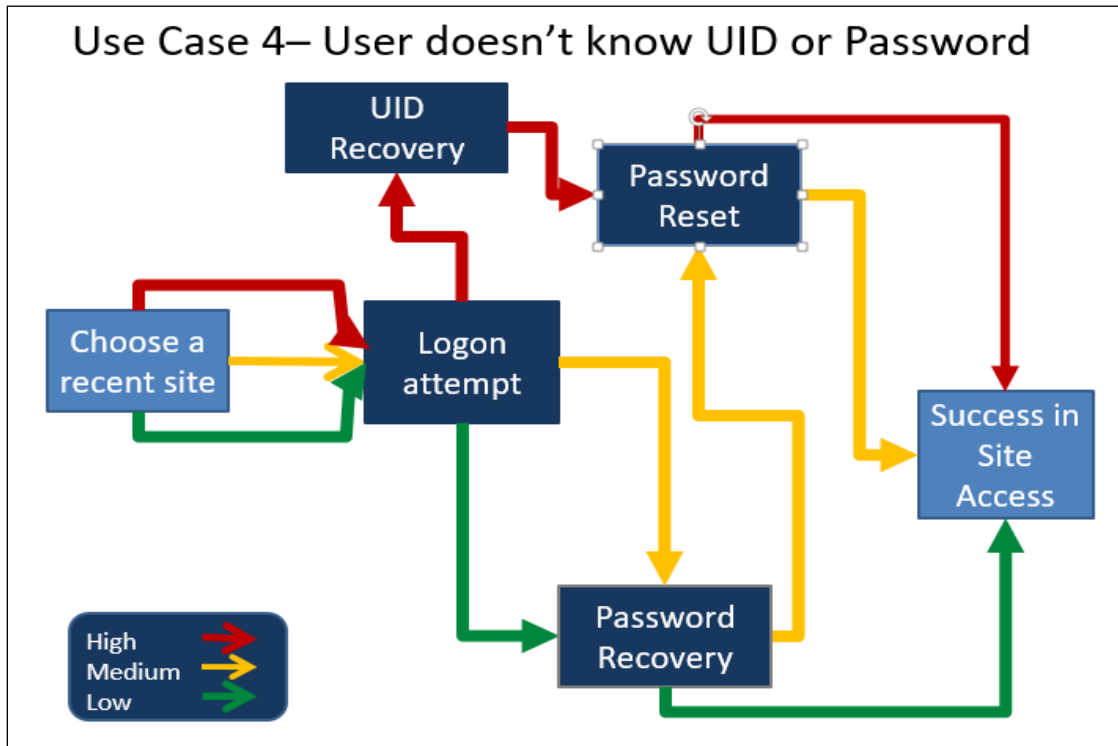 Use Case 4– User doesn’t know UID or Password
UID
Recovery
Password
Reset
Choose a
recent site
Logon
attempt
Success in
Site
Access
Password
Recovery
High
Medium
Low